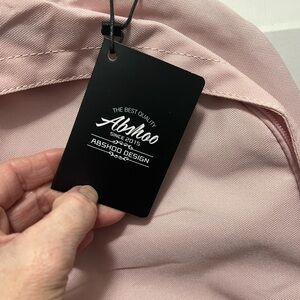 THE BEST QUALITY
Abshoo
SINCE 2015
ABSHOO DESIGN